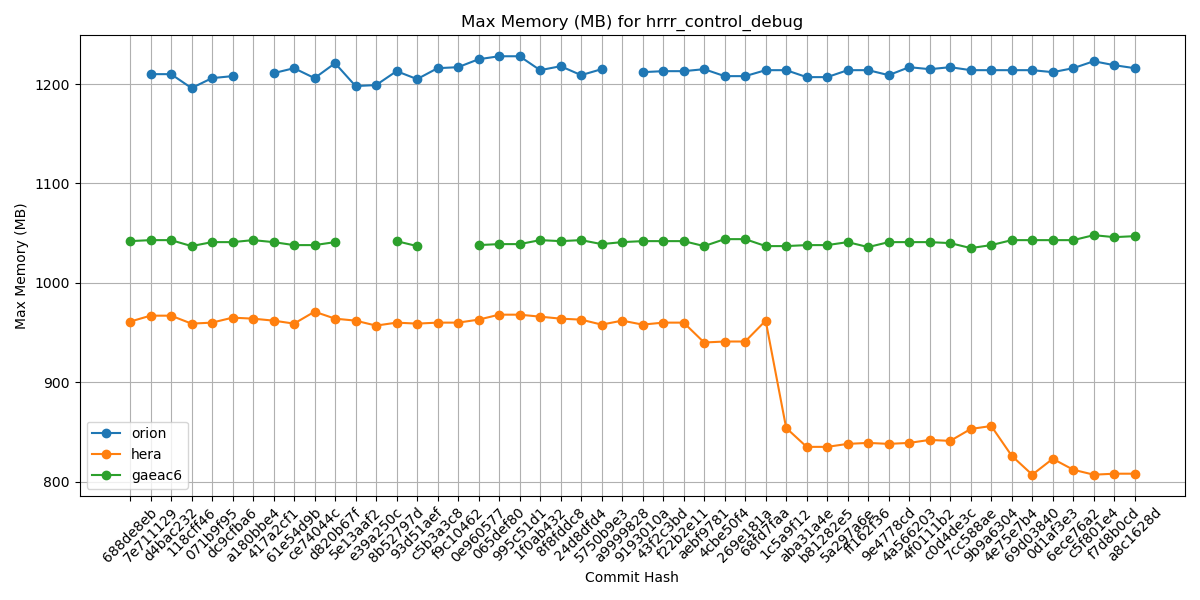 Max Memory (MB) for hrrr_control_debug
Max Memory (MB)
1200
1100
1000
900
800
orion
hera
gaeac6
688de8eb
7e711129
d4bac232
118cff46
071b9f95
dc9cfba6
a180bbe4
417a2cf1
61e54d9b
ce74044c
d820b67f
5e13aaf2
e39a250c
8b52797d
93d51aef
c5b3a3c8
f9c10462
0e960577
065def80
995c51d1
1f0ab432
8f8fddc8
24d8dfd4
5750b9e3
a9999828
9193010a
43f2c3bd
f22b2e11
aebf9781
4cbe50f4
269e181a
68fd7faa
1c5a9f12
aba31a4e
b81282e5
5a297a6e
ff162f36
9e4778cd
4a566203
4f0111b2
c0d4de3c
7cc588ae
9b9a6304
4e75e7b4
69d03840
0d1af3e3
6ece76a2
c5f801e4
f7d8b0cd
a8c1628d
Commit Hash